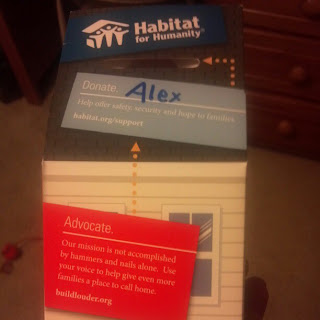 Habitat
for Humanity®
Donate. Alex
Help offer safety, security and hope to families
habitat.org/support
Advocate.
Our mission is not accomplished
by hammers and nails alone. Use
your voice to help give even more
families a place to call home.
buildlouder.org